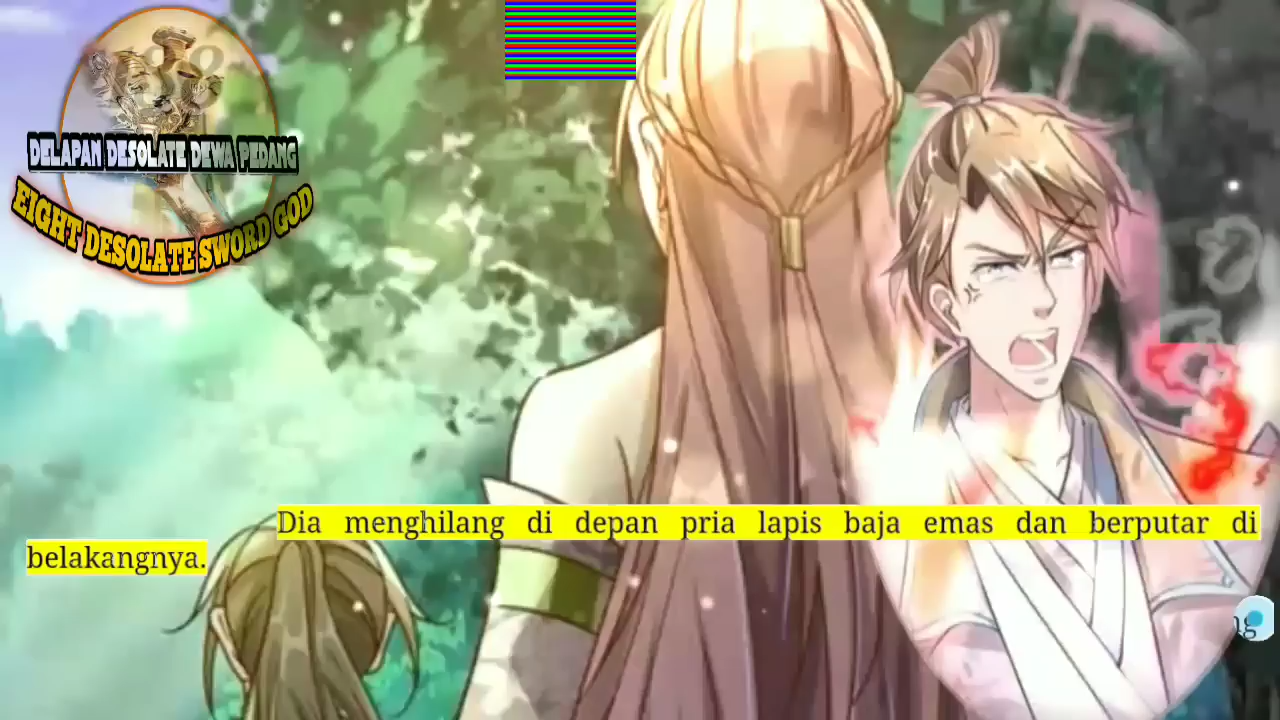 DELAPAN DESOLATE DEWA PEDANG
EIGHT DESOLATE SWORD GOD
Dia menghilang di depan pria lapis baja emas dan berputar di
belakangnya.